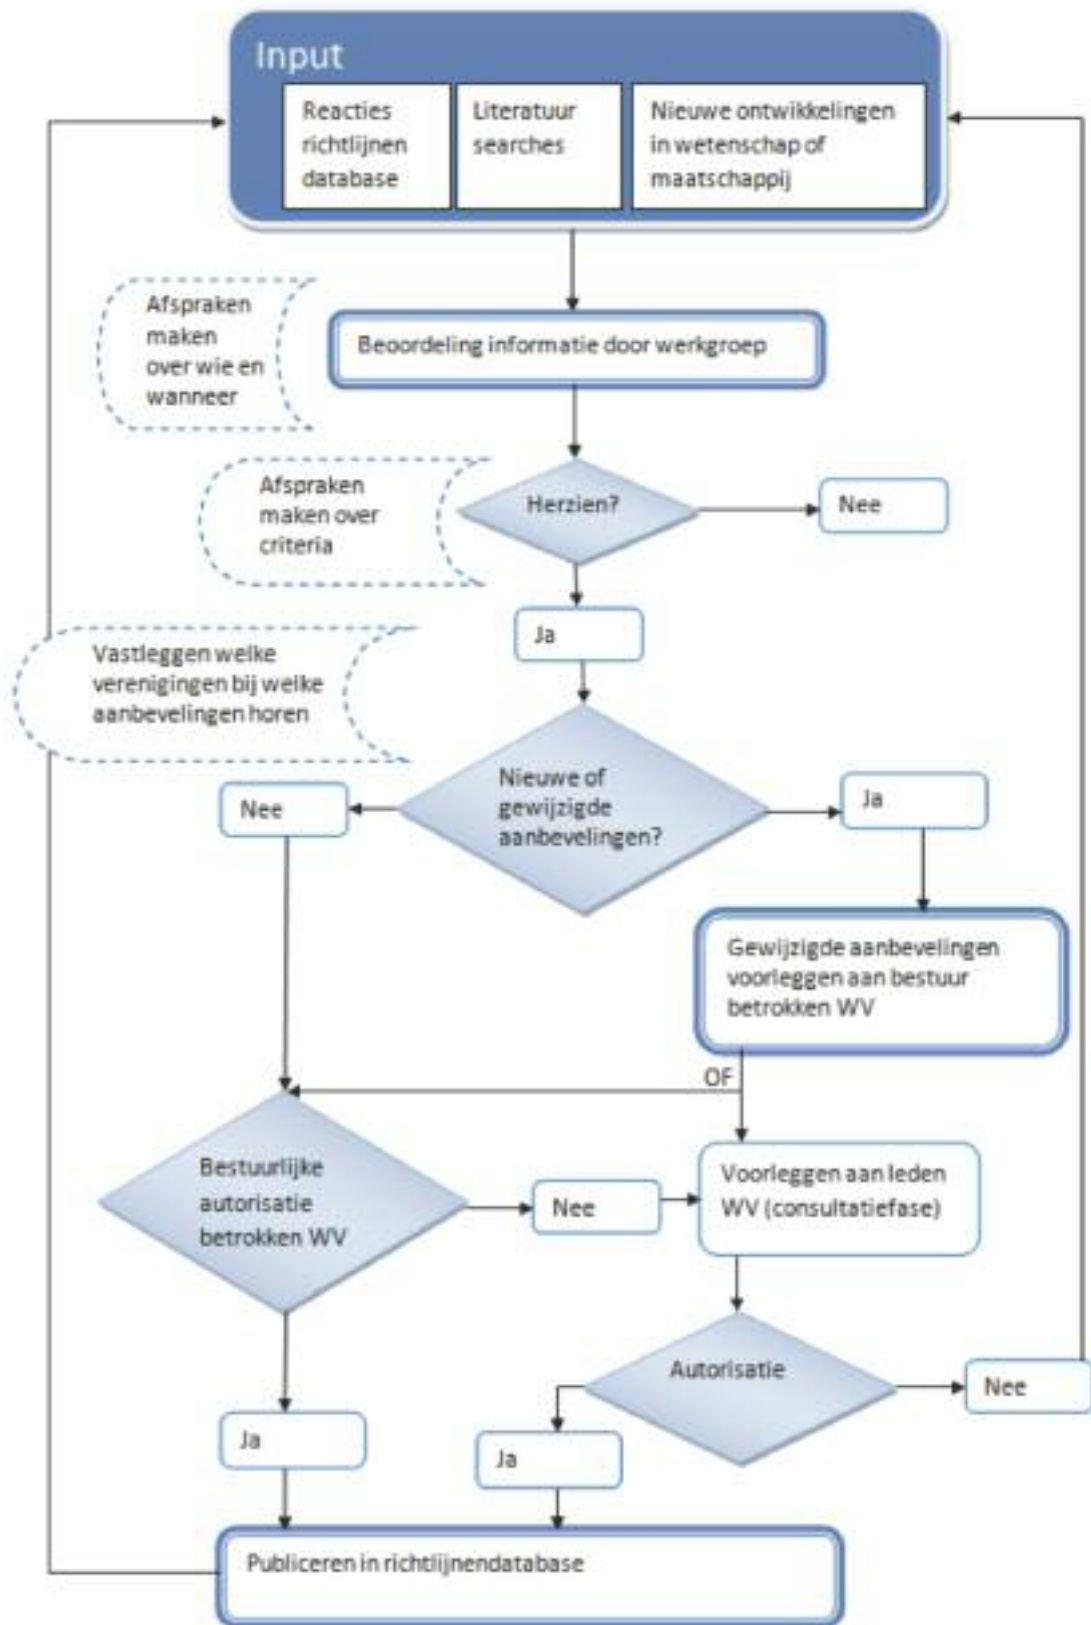 Input
Reacties
richtlijnen
database
Literatuur
searches
Nieuwe ontwikkelingen
in wetenschap of
maatschappij
Afspraken
maken
over wie en
wanneer
Beoordeling informatie door werkgroep
Afspraken
maken over
criteria
Herzien?
Nee
Ja
Vastleggen welke
verenigingen bij welke
aanbevelingen horen
Nieuwe of
gewijzigde
aanbevelingen?
Nee
Ja
Gewijzigde aanbevelingen
voorleggen aan bestuur
betrokken WV
OF
Bestuurlijke
autorisatie
betrokken WV
Nee
Voorleggen aan leden
WV (consultatiefase)
Autorisatie
Nee
Ja
Ja
Publiceren in richtlijnendatabase